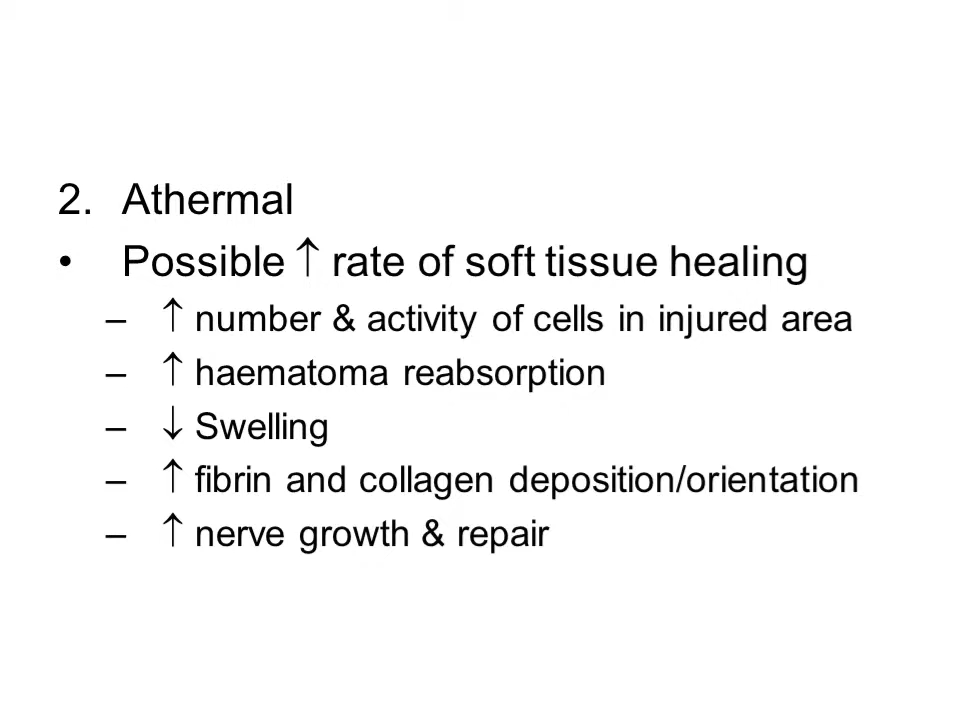 2. Athermal
• Possible ↑ rate of soft tissue healing
– ↑ number & activity of cells in injured area
– ↑ haematoma reabsorption
– ↓ Swelling
– ↑ fibrin and collagen deposition/orientation
– ↑ nerve growth & repair